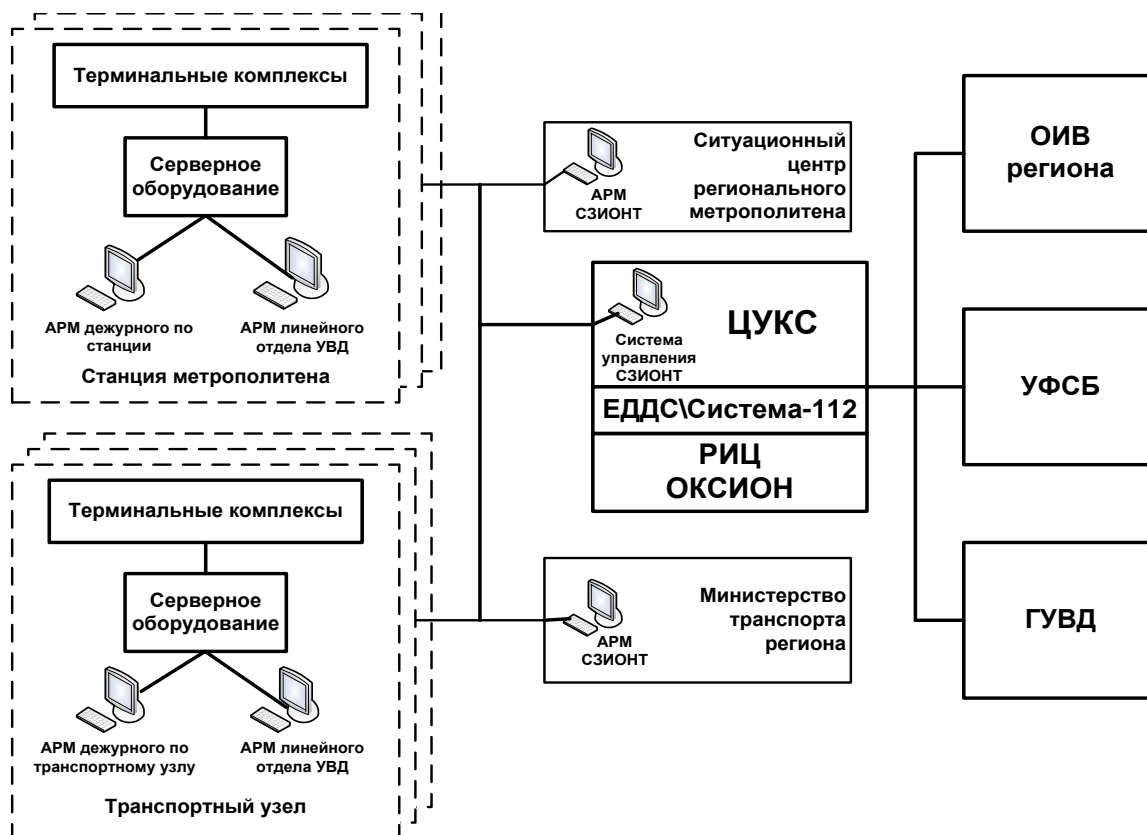 Терминальные комплексы
Серверное
оборудование
АРМ дежурного по
станции
АРМ линейного
отдела УВД
Станция метрополитена
Терминальные комплексы
Серверное
оборудование
АРМ дежурного по
транспортному узлу
АРМ линейного
отдела УВД
Транспортный узел
АРМ
СЗИОНТ
Ситуационный
центр
регионального
метрополитена
Система
управления
СЗИОНТ
ЦУКС
ЕДДС\Система-112
РИЦ
ОКСИОН
АРМ
СЗИОНТ
Министерство
транспорта
региона
ОИВ
региона
УФСБ
ГУВД